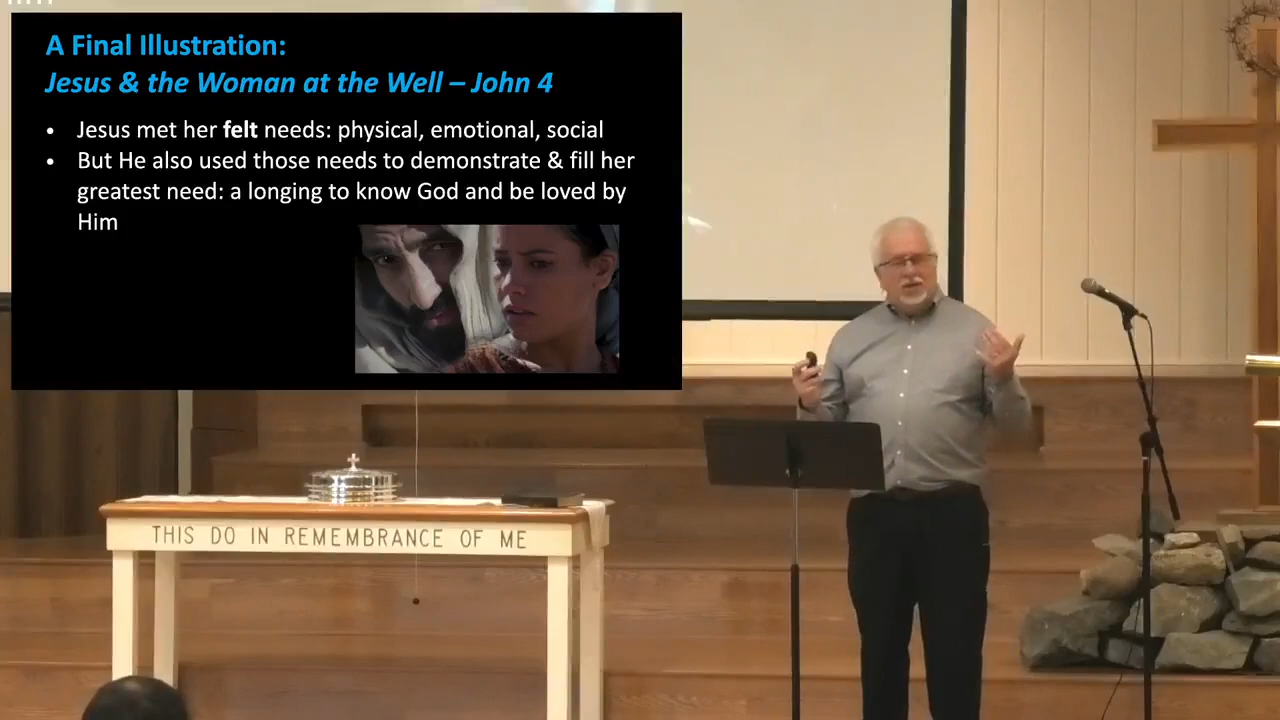 A Final Illustration:
Jesus & the Woman at the Well – John 4
• Jesus met her felt needs: physical, emotional, social
• But He also used those needs to demonstrate & fill her
greatest need: a longing to know God and be loved by
Him
THIS DO IN REMEMBRANCE OF ME